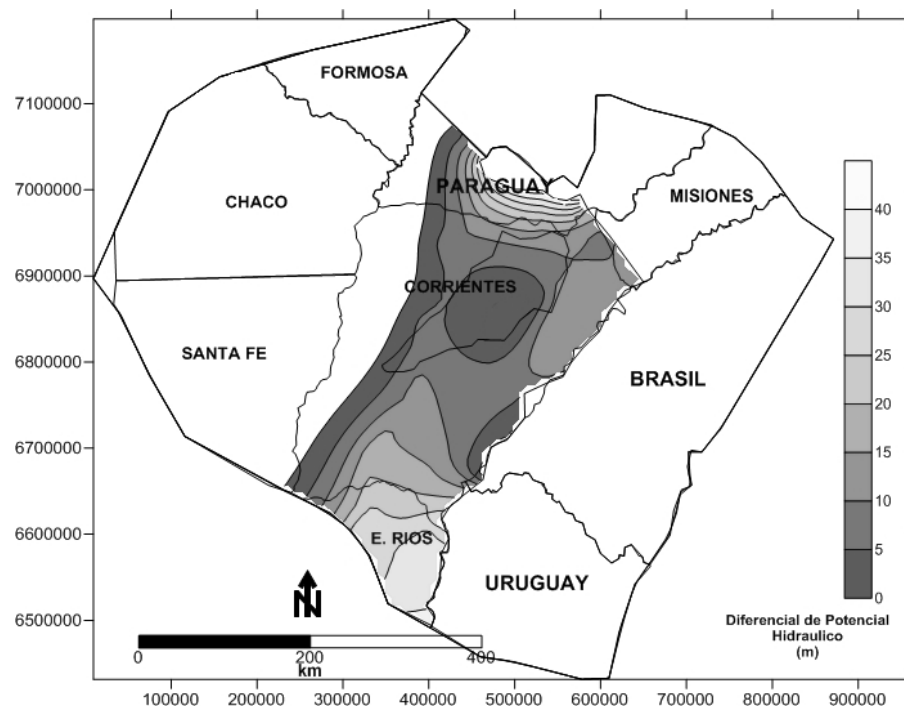 FORMOSA
7100000
7000000
PARAGUAY
MISIONES
CHACO
40
6900000
CORRIENTES
35
30
SANTA FE
6800000
BRASIL
25
20
6700000
15
10
6600000
E. RIOS
5
URUGUAY
N
0
6500000
Diferencial de Potencial
Hidraulico
(m)
0 200 400
km
100000 200000 300000 400000 500000 600000 700000 800000 900000